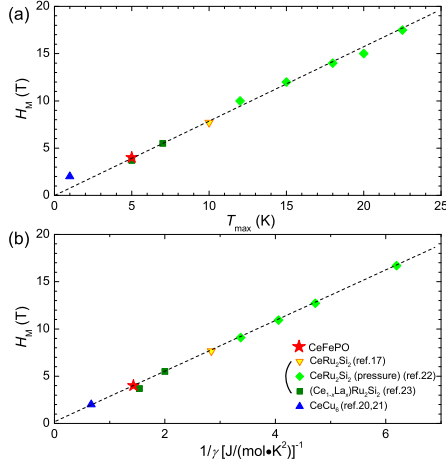 (a)
20
15
10
5
0
H_M (T)
0 5 10 15 20 25
T_max (K)
(b)
20
15
10
5
0
H_M (T)
CeFePO
CeRu₂Si₂ (ref.17)
CeRu₂Si₂ (pressure) (ref.22)
(Ce₁₋ₓLaₓ)Ru₂Si₂ (ref.23)
CeCu₆ (ref.20,21)
0 2 4 6
1/γ [J/(mol•K²)]⁻¹